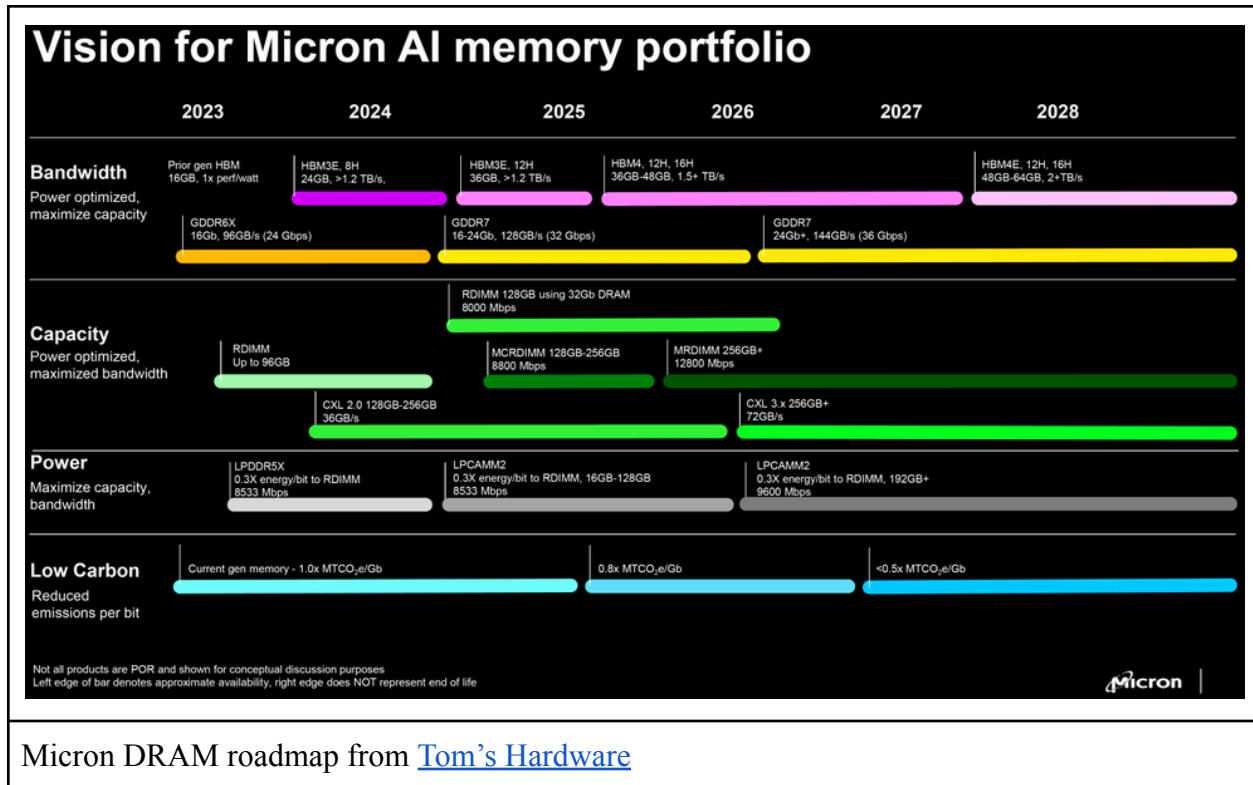 Vision for Micron AI memory portfolio
2023 2024 2025 2026 2027 2028
Bandwidth
Power optimized,
maximize capacity
Prior gen HBM
16GB, 1x perf/watt
HBM3E, 8H
24GB, >1.2 TB/s,
HBM3E, 12H
36GB, >1.2 TB/s
HBM4, 12H, 16H
36GB-48GB, 1.5+ TB/s
HBM4E, 12H, 16H
48GB-64GB, 2+TB/s
GDDR6X
16Gb, 96GB/s (24 Gbps)
GDDR7
16-24Gb, 128GB/s (32 Gbps)
GDDR7
24Gb+, 144GB/s (36 Gbps)
Capacity
Power optimized,
maximized bandwidth
RDIMM 128GB using 32Gb DRAM
8000 Mbps
RDIMM
Up to 96GB
MCRDIMM 128GB-256GB
8800 Mbps
MRDIMM 256GB+
12800 Mbps
CXL 2.0 128GB-256GB
36GB/s
CXL 3.x 256GB+
72GB/s
Power
Maximize capacity,
bandwidth
LPDDR5X
0.3X energy/bit to RDIMM
8533 Mbps
LPCAMM2
0.3X energy/bit to RDIMM, 16GB-128GB
8533 Mbps
LPCAMM2
0.3X energy/bit to RDIMM, 192GB+
9600 Mbps
Low Carbon
Reduced
emissions per bit
Current gen memory - 1.0x MTCO₂e/Gb
0.8x MTCO₂e/Gb
<0.5x MTCO₂e/Gb
Not all products are POR and shown for conceptual discussion purposes
Left edge of bar denotes approximate availability, right edge does NOT represent end of life
Micron
Micron DRAM roadmap from Tom's Hardware